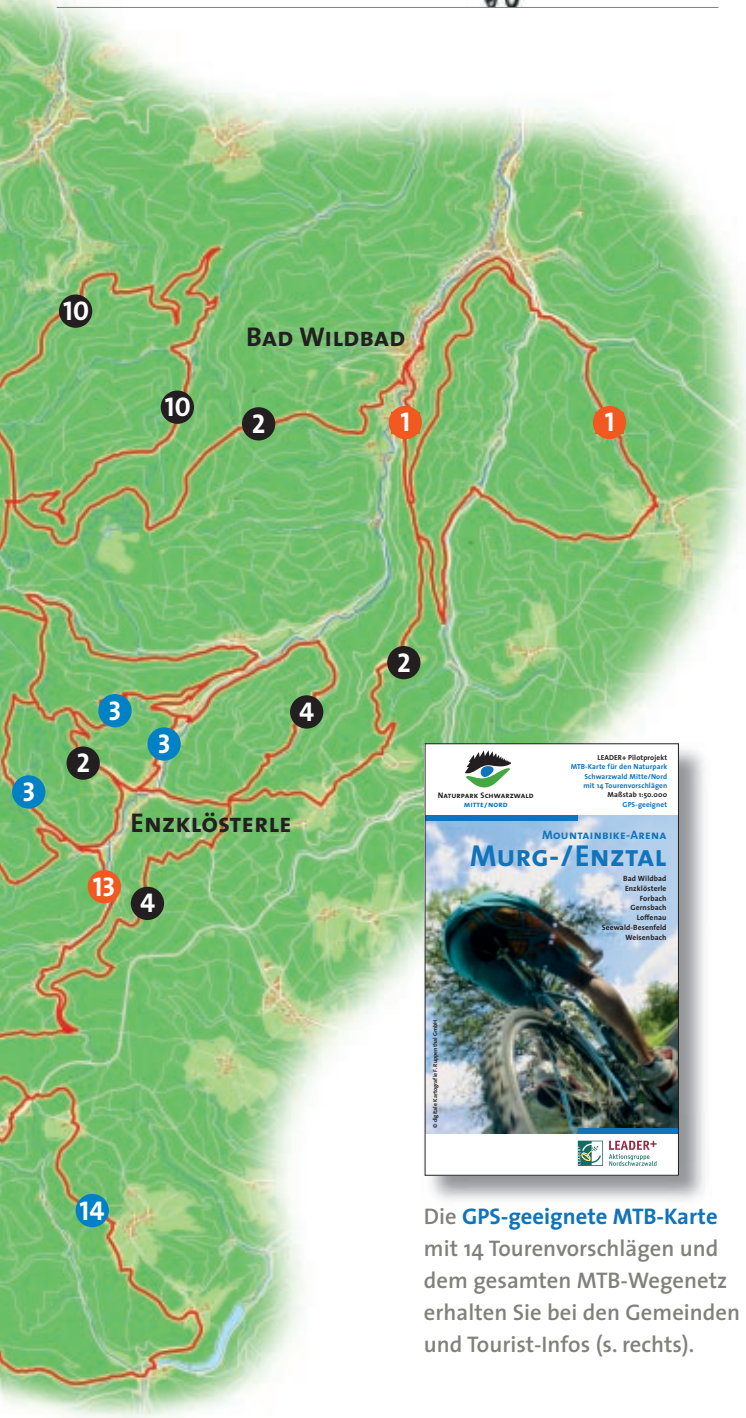 10
BAD WILDBAD
10
2
1
1
2
3
4
3
2
3
ENZKLÖSTERLE
13
4
14
NATURPARK SCHWARZWALD
MITTE/NORD
LEADER+ Pilotprojekt
MTB-Karte für den Naturpark
Schwarzwald Mitte/Nord
mit 14 Tourenvorschlägen
Maßstab 1:50.000
GPS-geeignet
MOUNTAINBIKE-ARENA
MURG-/ENZTAL
Bad Wildbad
Enzklösterle
Forbach
Gernsbach
Loffenau
Seewald-Besenfeld
Weisenbach
© digitale Kartografie F. Ruppenthal GmbH
LEADER+
Aktionsgruppe
Nordschwarzwald
Die GPS-geeignete MTB-Karte
mit 14 Tourenvorschlägen und
dem gesamten MTB-Wegenetz
erhalten Sie bei den Gemeinden
und Tourist-Infos (s. rechts).